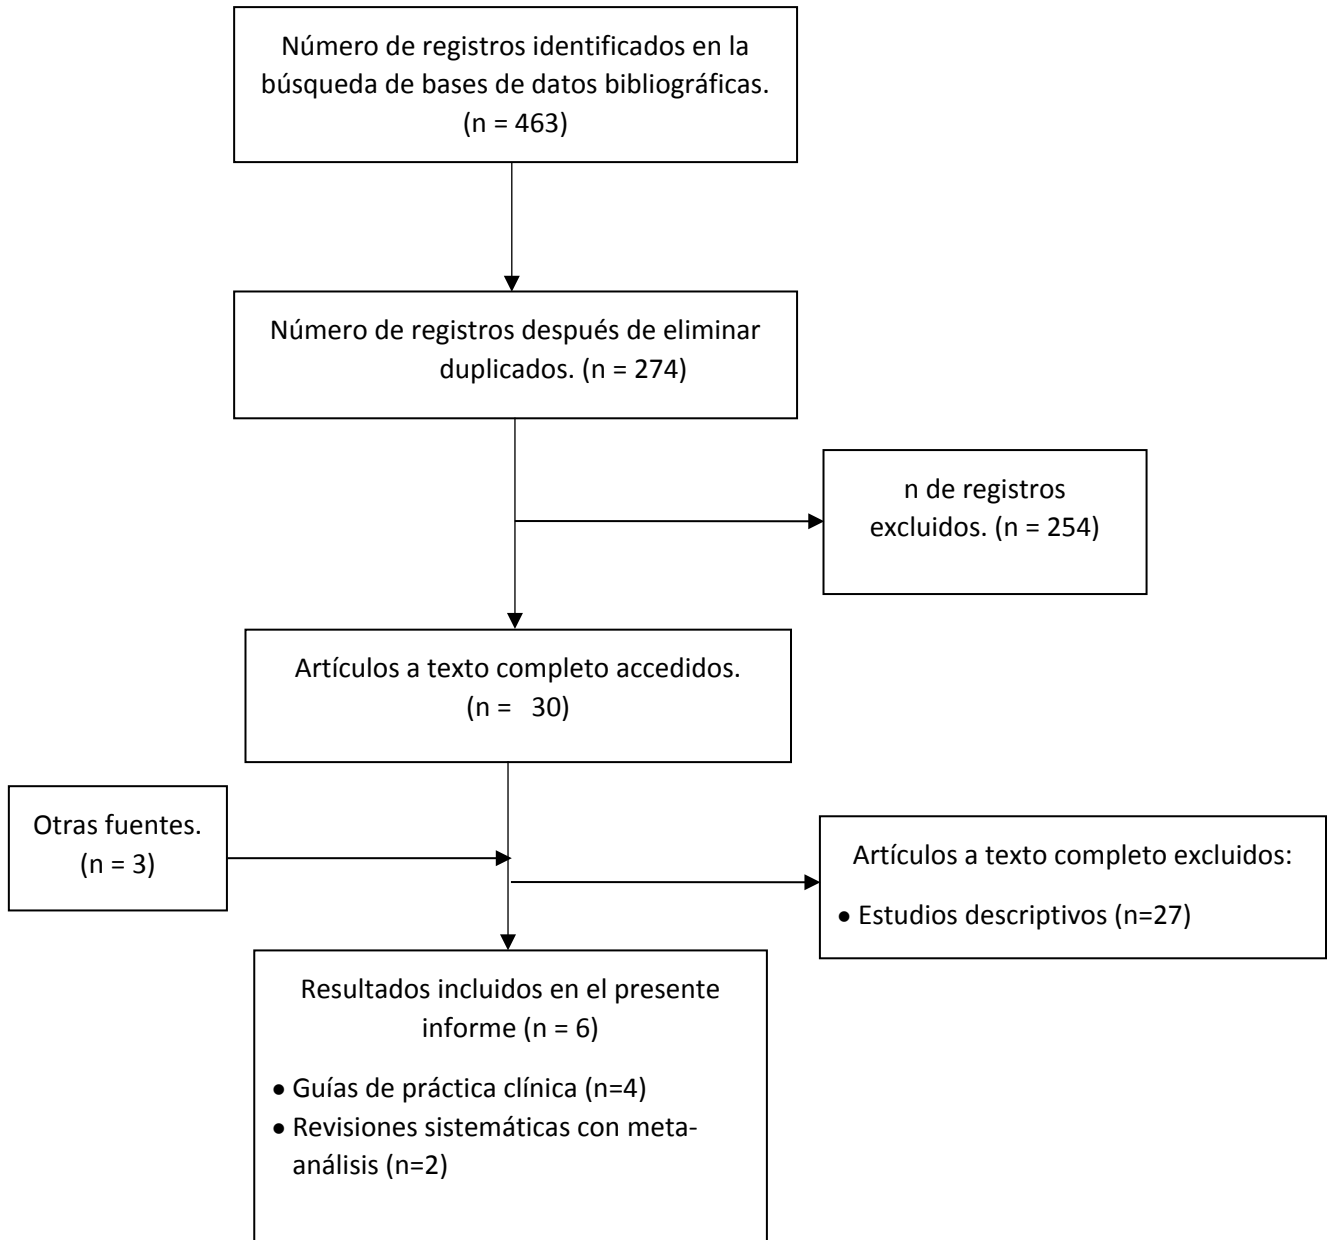 Número de registros identificados en la
búsqueda de bases de datos bibliográficas.
(n = 463)
Número de registros después de eliminar
duplicados. (n = 274)
n de registros
excluidos. (n = 254)
Artículos a texto completo accedidos.
(n = 30)
Otras fuentes.
(n = 3)
Artículos a texto completo excluidos:
• Estudios descriptivos (n=27)
Resultados incluidos en el presente
informe (n = 6)
• Guías de práctica clínica (n=4)
• Revisiones sistemáticas con meta-
análisis (n=2)